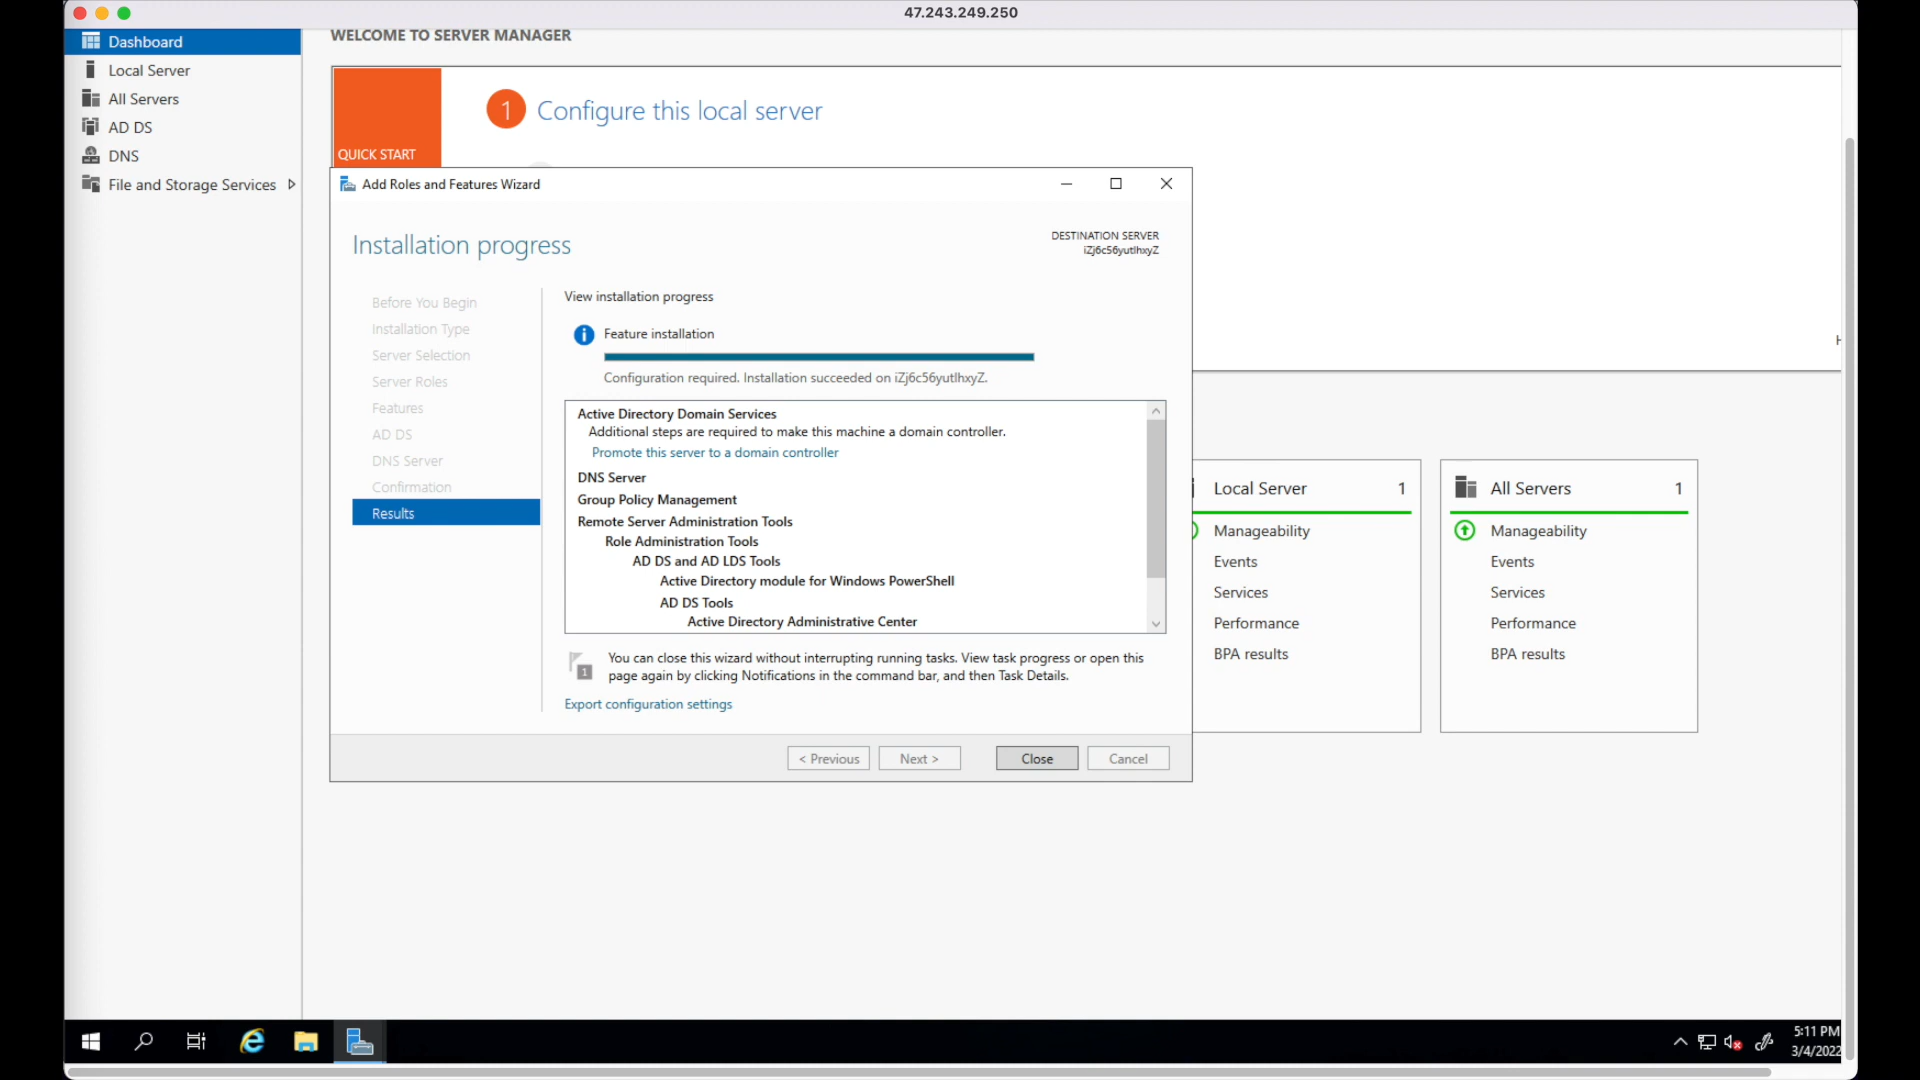 47.243.249.250
Dashboard
Local Server
All Servers
AD DS
DNS
File and Storage Services
WELCOME TO SERVER MANAGER
QUICK START
1 Configure this local server
Add Roles and Features Wizard
Installation progress
DESTINATION SERVER
iZj6c56yutlhxyZ
Before You Begin
Installation Type
Server Selection
Server Roles
Features
AD DS
DNS Server
Confirmation
Results
View installation progress
Feature installation
Configuration required. Installation succeeded on iZj6c56yutlhxyZ.
Active Directory Domain Services
Additional steps are required to make this machine a domain controller.
Promote this server to a domain controller
DNS Server
Group Policy Management
Remote Server Administration Tools
Role Administration Tools
AD DS and AD LDS Tools
Active Directory module for Windows PowerShell
AD DS Tools
Active Directory Administrative Center
1
You can close this wizard without interrupting running tasks. View task progress or open this
page again by clicking Notifications in the command bar, and then Task Details.
Export configuration settings
< Previous
Next >
Close
Cancel
Local Server 1
Manageability
Events
Services
Performance
BPA results
All Servers 1
Manageability
Events
Services
Performance
BPA results
5:11 PM
3/4/2022